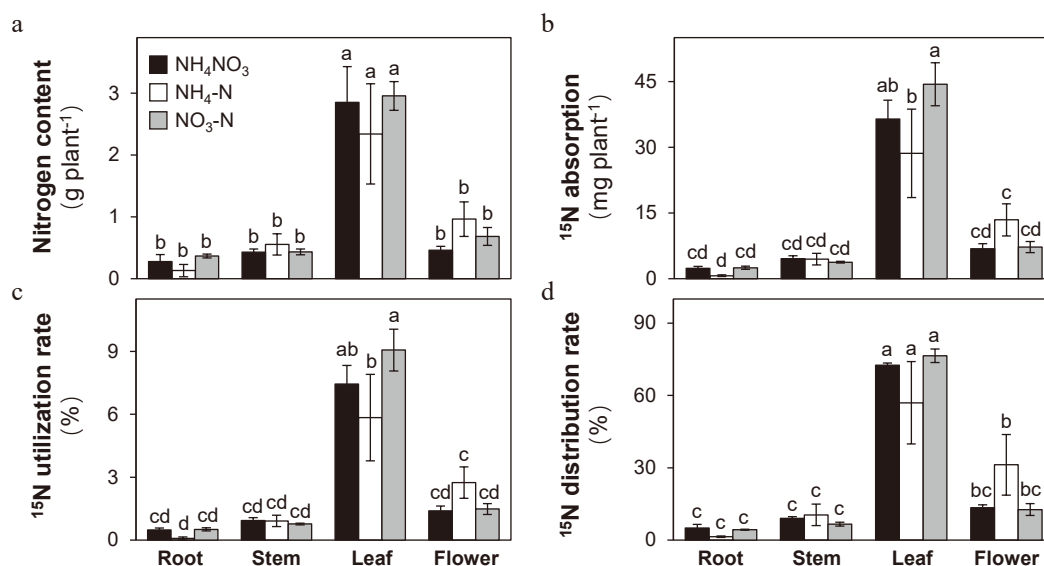 a
Nitrogen content
(g plant⁻¹)
3
2
1
0
NH₄NO₃
NH₄-N
NO₃-N
b b b
b b b
a a a
b b b
b
¹⁵N absorption
(mg plant⁻¹)
45
30
15
0
cd d cd
cd cd cd
ab b a
cd c cd
c
¹⁵N utilization rate
(%)
9
6
3
0
cd d cd
cd cd cd
ab b a
cd c cd
Root Stem Leaf Flower
d
¹⁵N distribution rate
(%)
90
60
30
0
c c c
c c c
a a a
bc b bc
Root Stem Leaf Flower